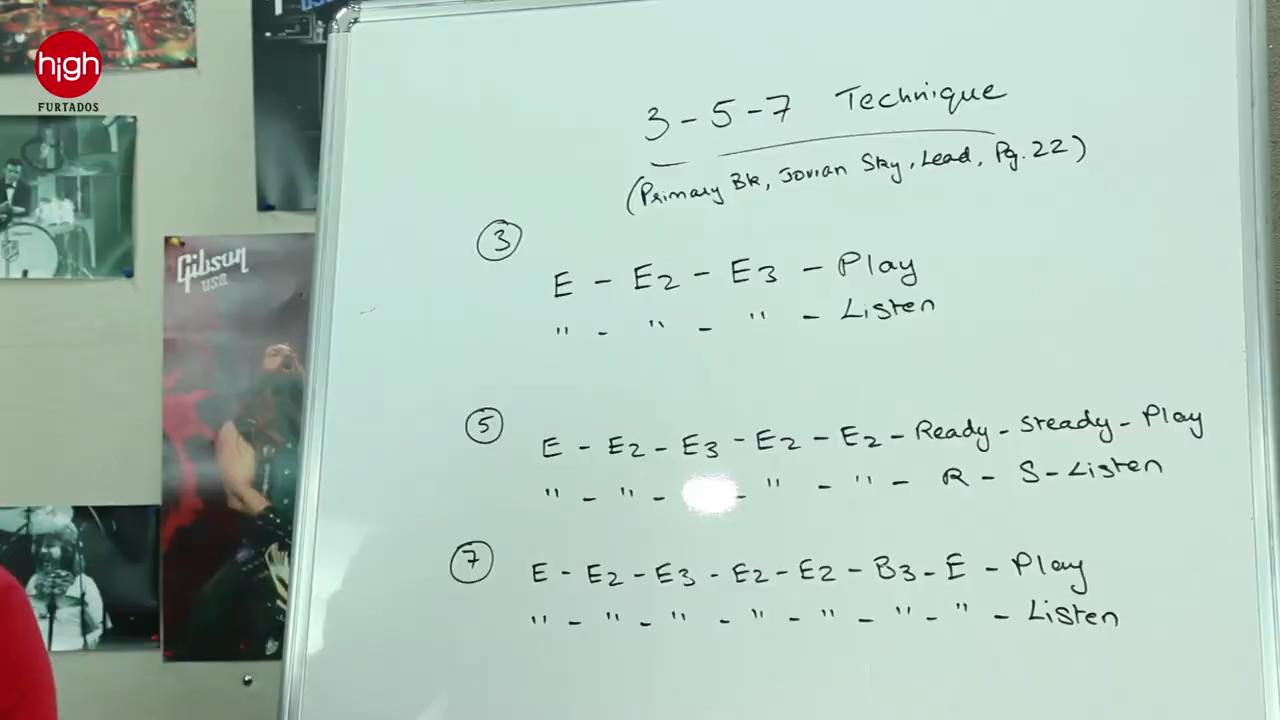 high
FURTADOS
Gibson
USA
3 - 5 - 7 Technique
(Primary Bk, Jovian Sky, Lead, Pg. 22)
3
E - E2 - E3 - Play
" - " - " - Listen
5
E - E2 - E3 - E2 - E2 - Ready - Steady - Play
" - " - - " - " - R - S - Listen
7
E - E2 - E3 - E2 - E2 - B3 - E - Play
" - " - " - " - " - " - " - Listen